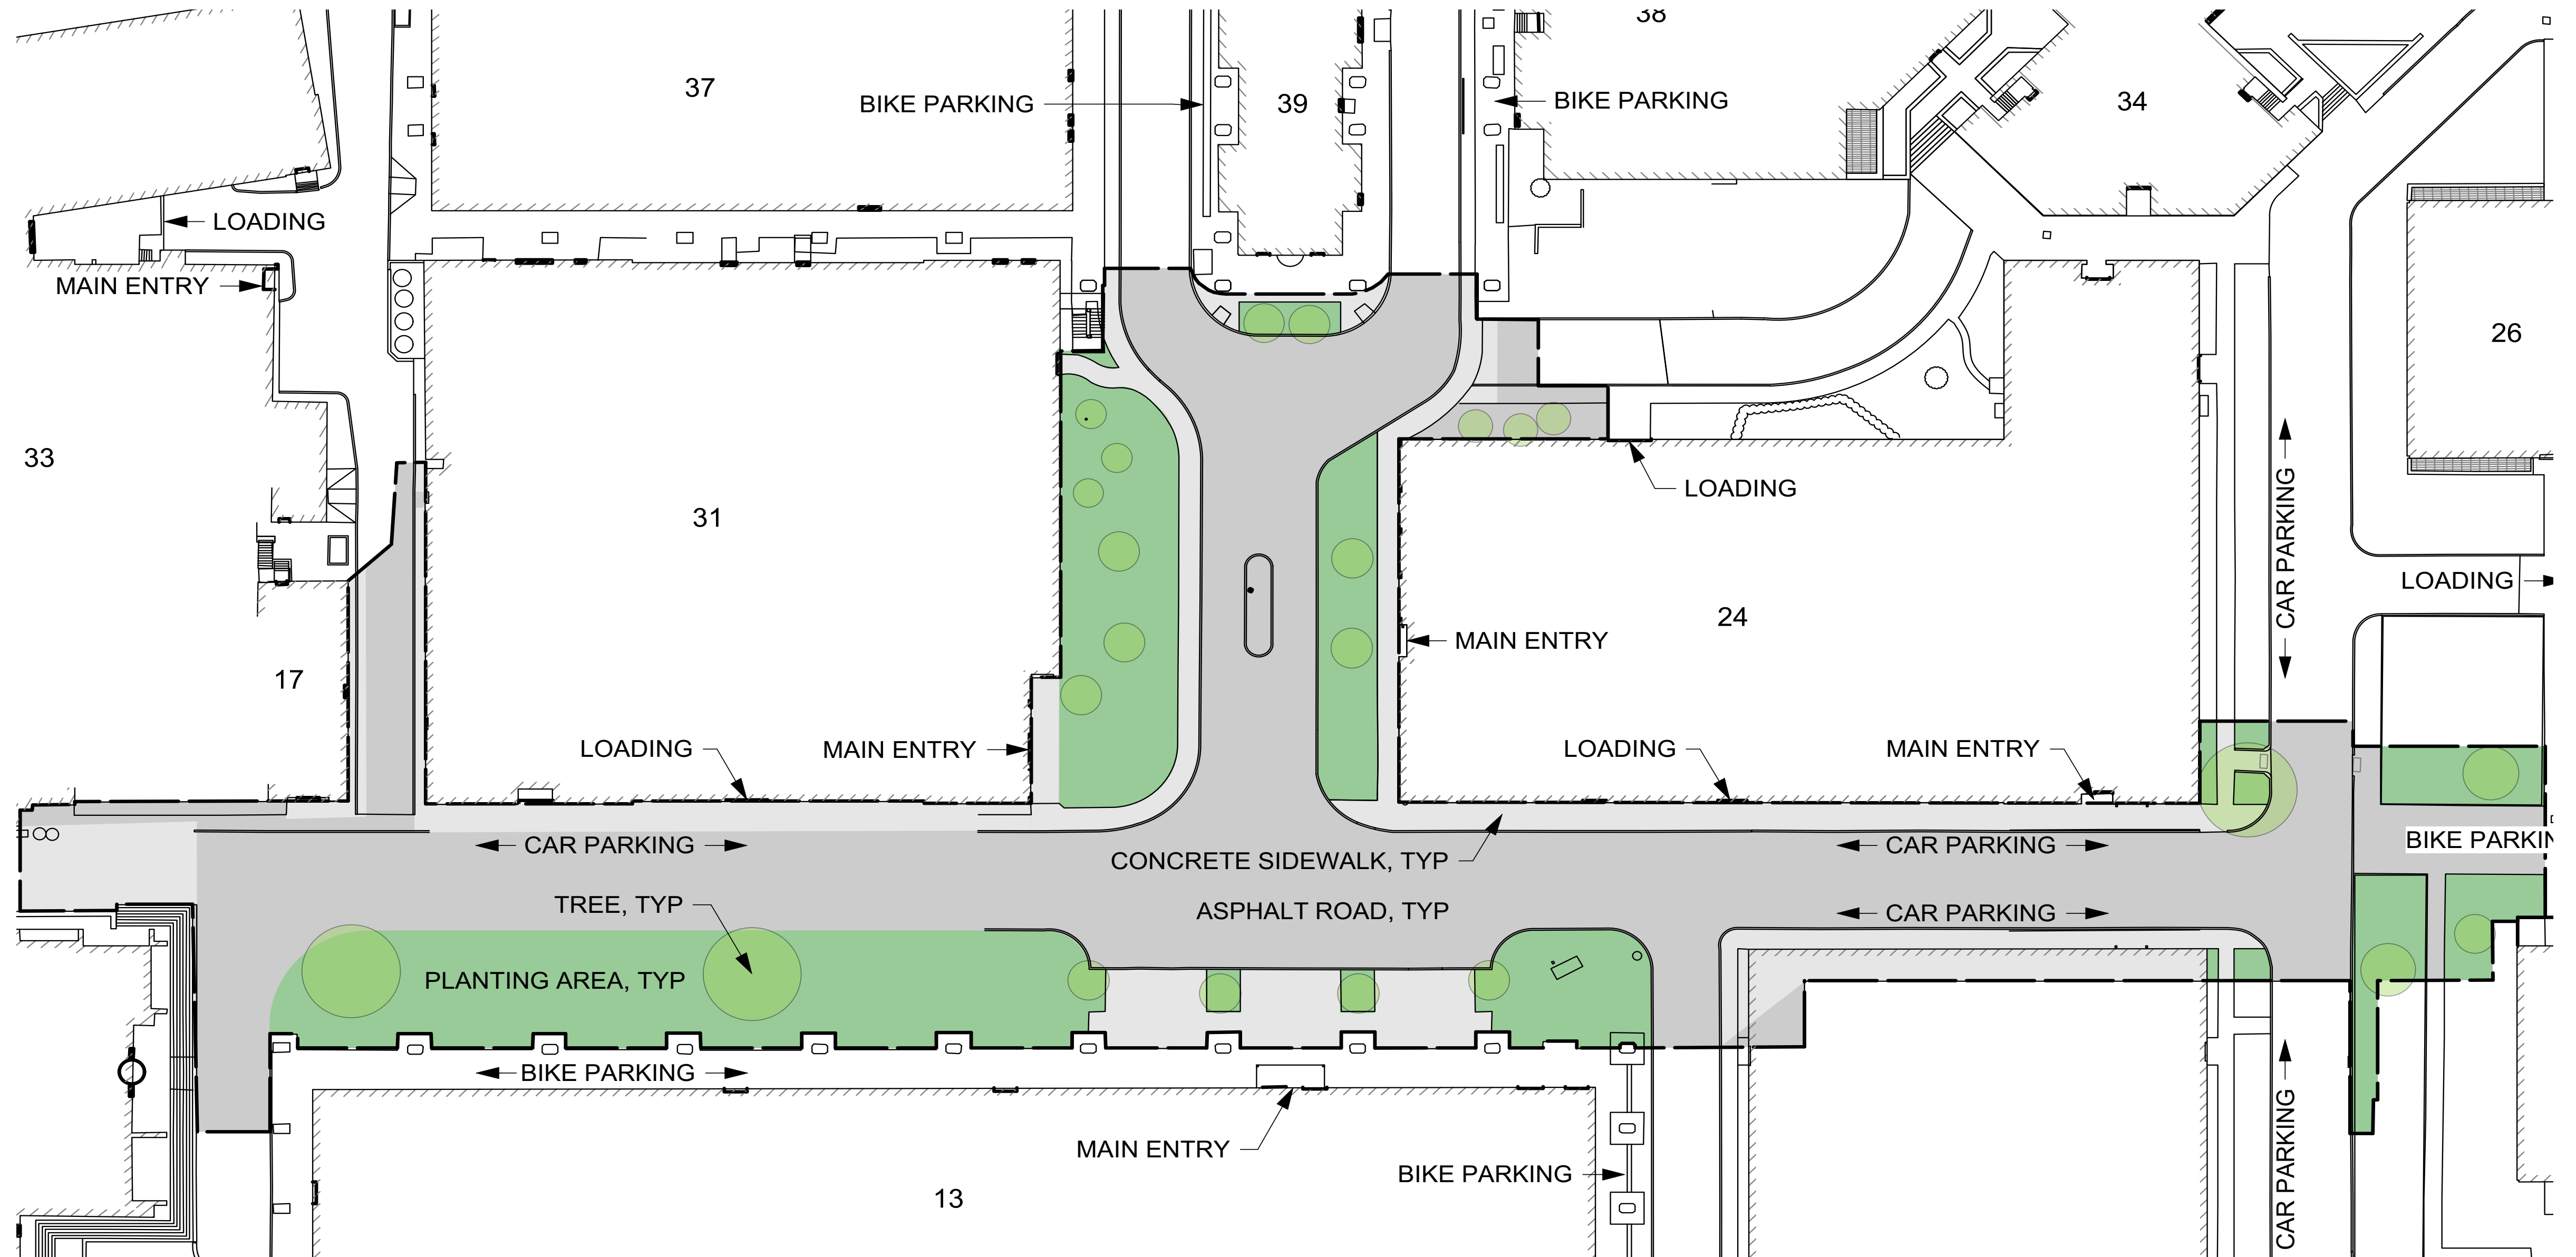 38
37
BIKE PARKING
39
BIKE PARKING
34
LOADING
MAIN ENTRY
26
33
31
LOADING
CAR PARKING
LOADING
24
MAIN ENTRY
17
LOADING
MAIN ENTRY
LOADING
MAIN ENTRY
CAR PARKING
CONCRETE SIDEWALK, TYP
CAR PARKING
BIKE PARKIN
TREE, TYP
ASPHALT ROAD, TYP
CAR PARKING
PLANTING AREA, TYP
BIKE PARKING
MAIN ENTRY
BIKE PARKING
CAR PARKING
13